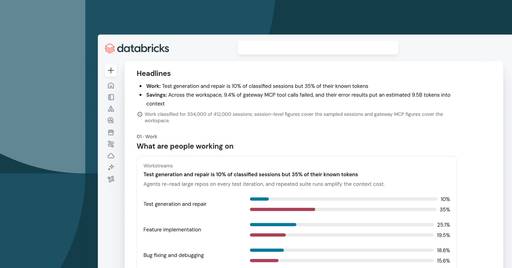 databricks
Headlines
• Work: Test generation and repair is 10% of classified sessions but 35% of their known tokens
• Savings: Across the workspace, 9.4% of gateway MCP tool calls failed, and their error results put an estimated 9.5B tokens into
context
Work classified for 334,000 of 412,000 sessions; session-level figures cover the sampled sessions and gateway MCP figures cover the
workspace.
01 · Work
What are people working on
Workstreams
Test generation and repair is 10% of classified sessions but 35% of their known tokens
Agents re-read large repos on every test iteration, and repeated suite runs amplify the context cost.
Test generation and repair 10%
35%
Feature implementation 25.1%
19.5%
Bug fixing and debugging 18.6%
15.6%